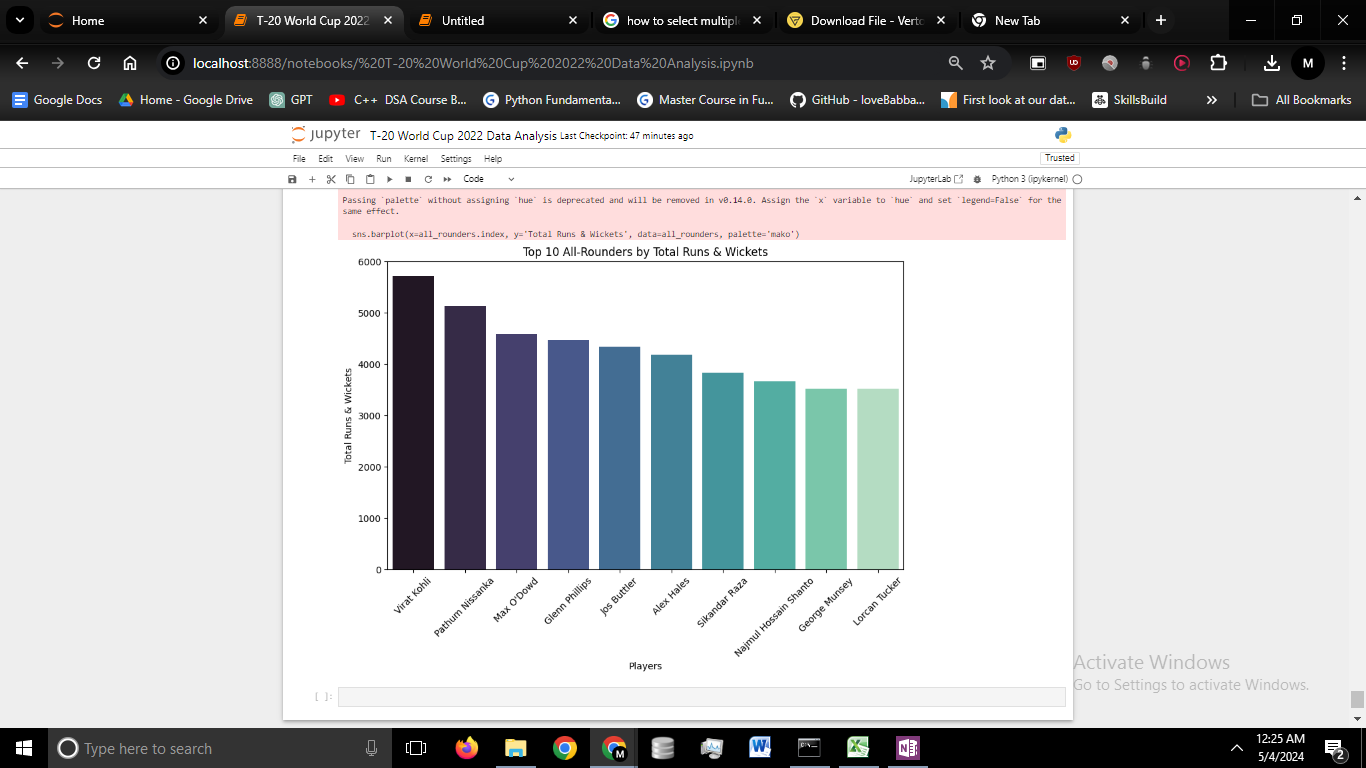 Home
T-20 World Cup 2022
Untitled
how to select multipl
Download File - Verto
New Tab
localhost:8888/notebooks/%20T-20%20World%20Cup%202022%20Data%20Analysis.ipynb
M
Google Docs
Home - Google Drive
GPT
C++ DSA Course B...
Python Fundamenta...
Master Course in Fu...
GitHub - loveBabba...
First look at our dat...
SkillsBuild
All Bookmarks
jupyter T-20 World Cup 2022 Data Analysis Last Checkpoint: 47 minutes ago
File Edit View Run Kernel Settings Help
Trusted
Code
JupyterLab
Python 3 (ipykernel)
Passing `palette` without assigning `hue` is deprecated and will be removed in v0.14.0. Assign the `x` variable to `hue` and set `legend=False` for the
same effect.
sns.barplot(x=all_rounders.index, y='Total Runs & Wickets', data=all_rounders, palette='mako')
Top 10 All-Rounders by Total Runs & Wickets
6000
5000
4000
3000
2000
1000
0
Total Runs & Wickets
Virat Kohli
Pathum Nissanka
Max O'Dowd
Glenn Phillips
Jos Buttler
Alex Hales
Sikandar Raza
Najmul Hossain Shanto
George Munsey
Lorcan Tucker
Players
[ ]:
Activate Windows
Go to Settings to activate Windows.
Type here to search
12:25 AM
5/4/2024
2